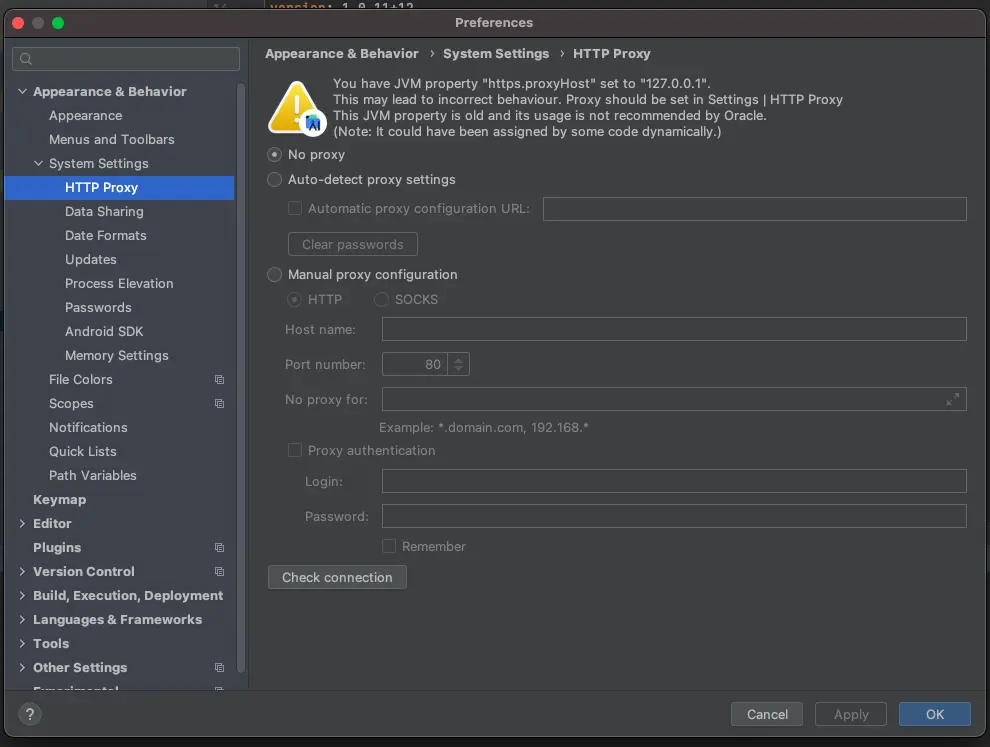 version: 1.0.11+12
Preferences
Appearance & Behavior › System Settings › HTTP Proxy
You have JVM property "https.proxyHost" set to "127.0.0.1".
This may lead to incorrect behaviour. Proxy should be set in Settings | HTTP Proxy
This JVM property is old and its usage is not recommended by Oracle.
(Note: It could have been assigned by some code dynamically.)
No proxy
Auto-detect proxy settings
Automatic proxy configuration URL:
Clear passwords
Manual proxy configuration
HTTP SOCKS
Host name:
Port number: 80
No proxy for:
Example: *.domain.com, 192.168.*
Proxy authentication
Login:
Password:
Remember
Check connection
Appearance & Behavior
Appearance
Menus and Toolbars
System Settings
HTTP Proxy
Data Sharing
Date Formats
Updates
Process Elevation
Passwords
Android SDK
Memory Settings
File Colors
Scopes
Notifications
Quick Lists
Path Variables
Keymap
Editor
Plugins
Version Control
Build, Execution, Deployment
Languages & Frameworks
Tools
Other Settings
Experimental
?
Cancel Apply OK